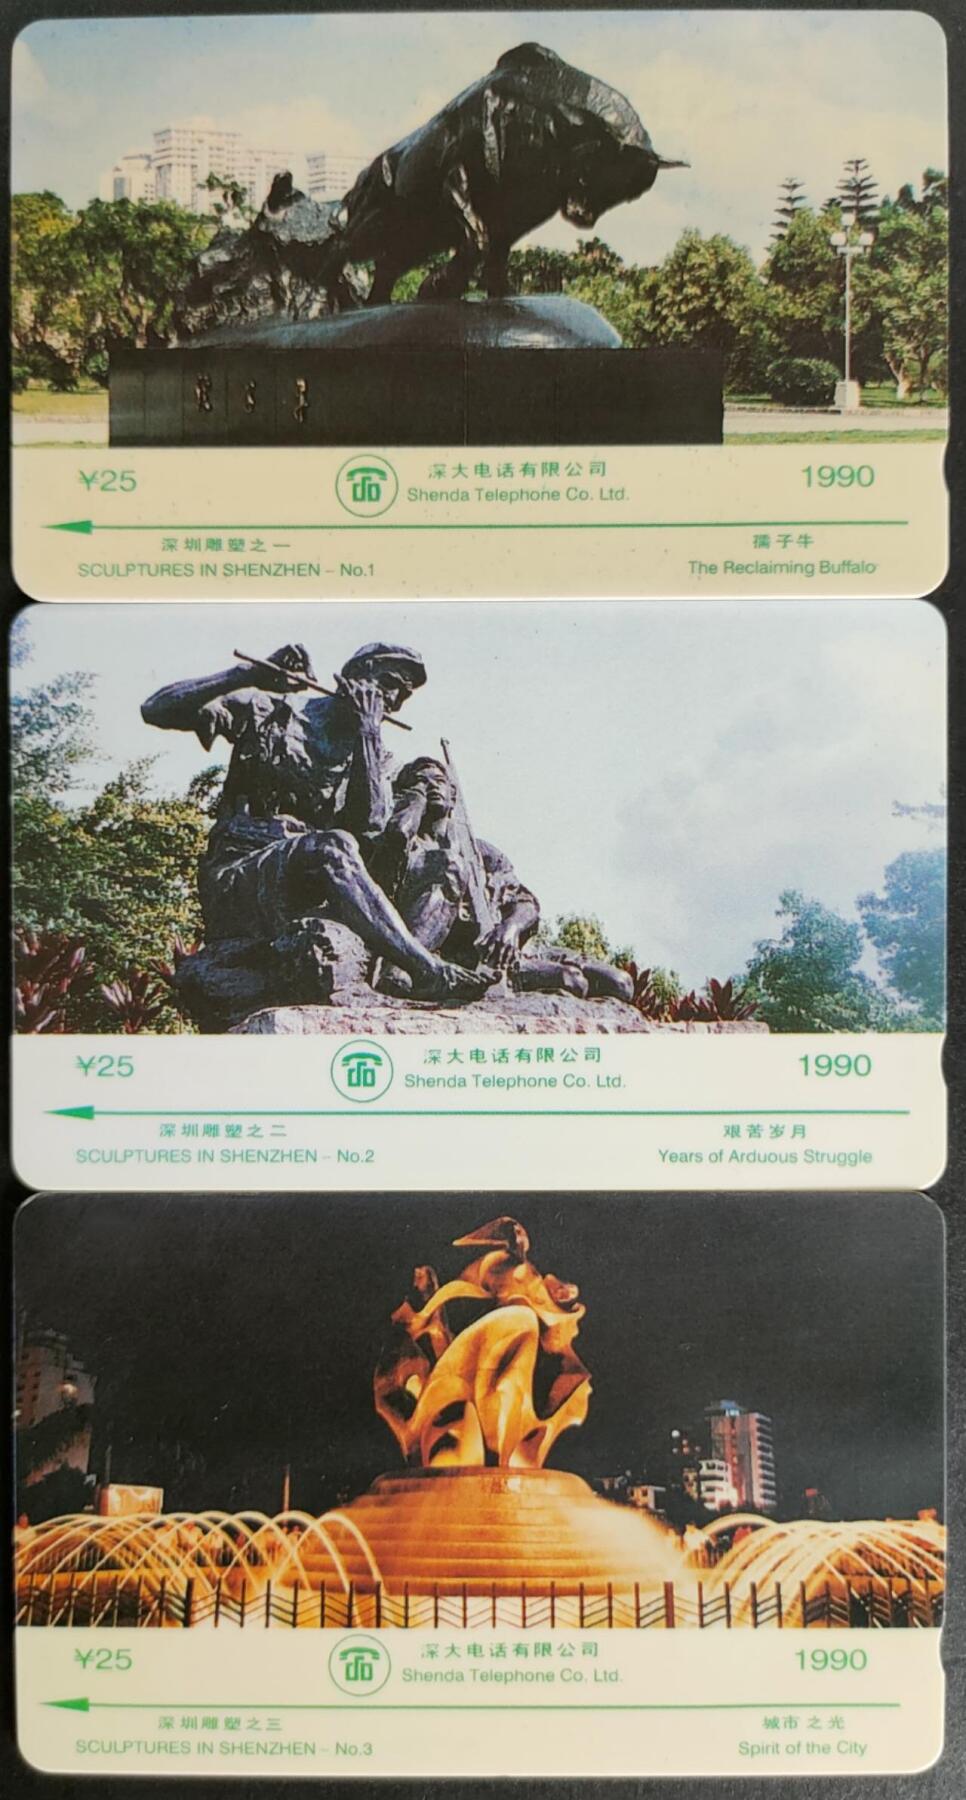 孺子牛
¥25
深大电话有限公司
Shenda Telephone Co. Ltd.
1990
深圳雕塑之一
SCULPTURES IN SHENZHEN – No.1
孺子牛
The Reclaiming Buffalo
¥25
深大电话有限公司
Shenda Telephone Co. Ltd.
1990
深圳雕塑之二
SCULPTURES IN SHENZHEN – No.2
艰苦岁月
Years of Arduous Struggle
¥25
深大电话有限公司
Shenda Telephone Co. Ltd.
1990
深圳雕塑之三
SCULPTURES IN SHENZHEN – No.3
城市之光
Spirit of the City